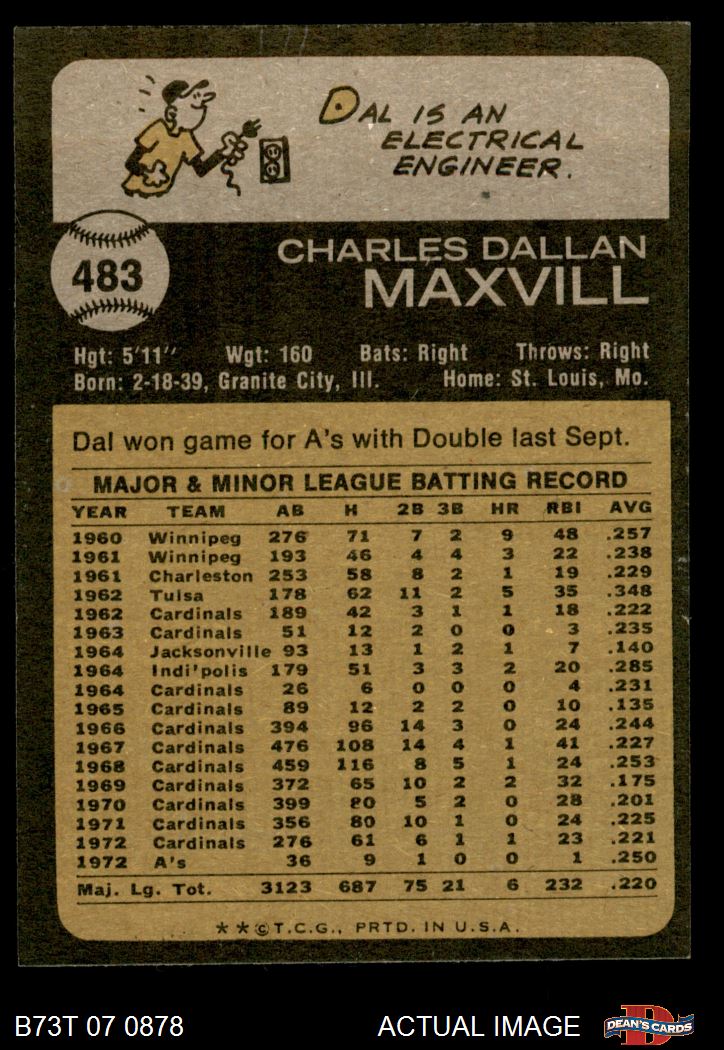 DAL IS AN
ELECTRICAL
ENGINEER.
483
CHARLES DALLAN
MAXVILL
Hgt: 5'11" Wgt: 160 Bats: Right Throws: Right
Born: 2-18-39, Granite City, Ill. Home: St. Louis, Mo.
Dal won game for A's with Double last Sept.
MAJOR & MINOR LEAGUE BATTING RECORD
YEAR TEAM AB H 2B 3B HR RBI AVG
1960 Winnipeg 276 71 7 2 9 48 .257
1961 Winnipeg 193 46 4 4 3 22 .238
1961 Charleston 253 58 8 2 1 19 .229
1962 Tulsa 178 62 11 2 5 35 .348
1962 Cardinals 189 42 3 1 1 18 .222
1963 Cardinals 51 12 2 0 0 3 .235
1964 Jacksonville 93 13 1 2 1 7 .140
1964 Indi'polis 179 51 3 3 2 20 .285
1964 Cardinals 26 6 0 0 0 4 .231
1965 Cardinals 89 12 2 2 0 10 .135
1966 Cardinals 394 96 14 3 0 24 .244
1967 Cardinals 476 108 14 4 1 41 .227
1968 Cardinals 459 116 8 5 1 24 .253
1969 Cardinals 372 65 10 2 2 32 .175
1970 Cardinals 399 80 5 2 0 28 .201
1971 Cardinals 356 80 10 1 0 24 .225
1972 Cardinals 276 61 6 1 1 23 .221
1972 A's 36 9 1 0 0 1 .250
Maj. Lg. Tot. 3123 687 75 21 6 232 .220
★★©T.C.G., PRTD. IN U.S.A.
B73T 07 0878 ACTUAL IMAGE D DEAN'S CARDS